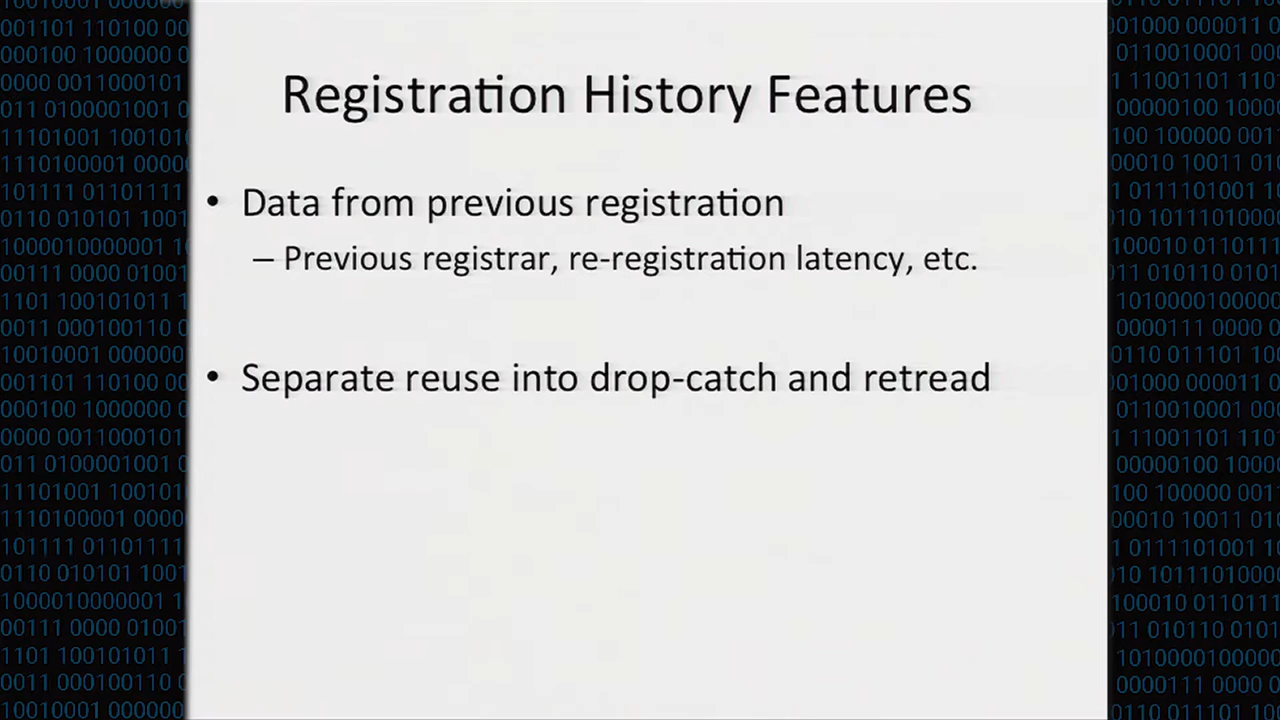 Registration History Features
• Data from previous registration
– Previous registrar, re-registration latency, etc.
• Separate reuse into drop-catch and retread